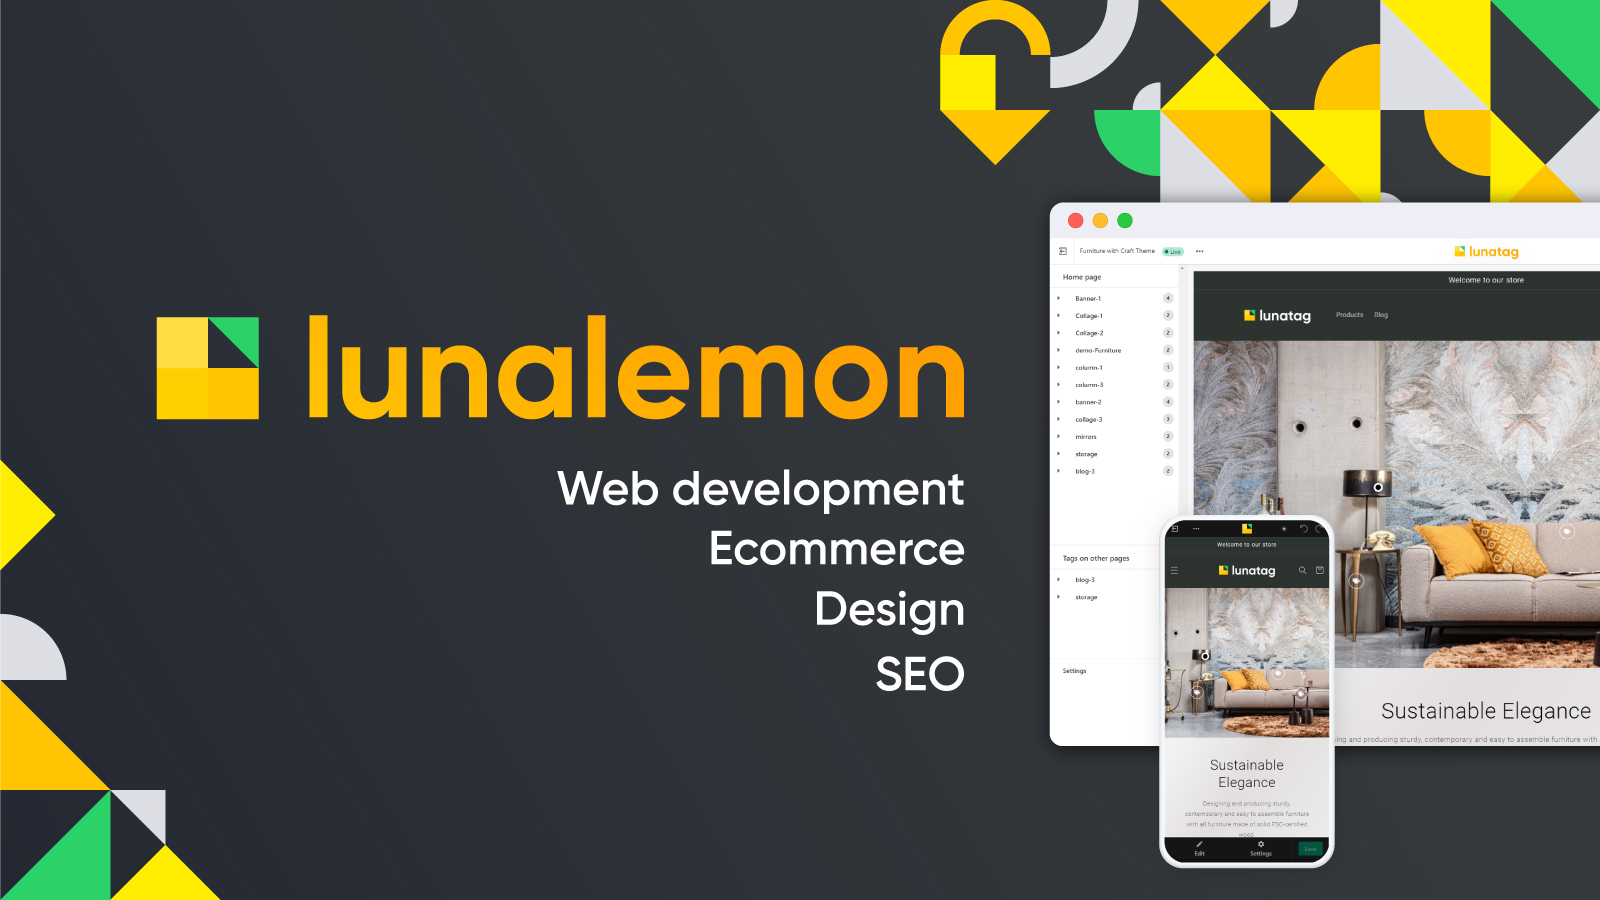 lunalemon
Web development
Ecommerce
Design
SEO
Furniture with Craft Theme
Live
lunatag
Home page
Banner-1 4
Collage-1 2
Collage-2 2
demo-Furniture 2
column-1 1
column-3 2
banner-2 4
collage-3 3
mirrors 2
storage 2
blog-3 2
Tags on other pages
blog-3
storage
Settings
Welcome to our store
lunatag
Products Blog
Sustainable Elegance
ing and producing sturdy, contemporary and easy to assemble furniture with
Welcome to our store
lunatag
Sustainable
Elegance
Designing and producing sturdy,
contemporary and easy to assemble furniture
with all furniture made of solid FSC-certified
wood.
Edit
Settings
Save